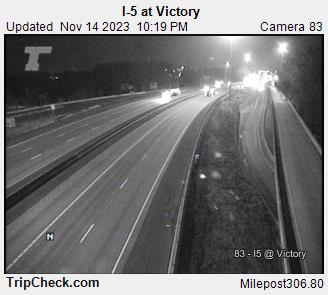 I-5 at Victory
Updated Nov 14 2023 10:19 PM Camera 83
T
N
83 - I5 @ Victory
TripCheck.com Milepost306.80